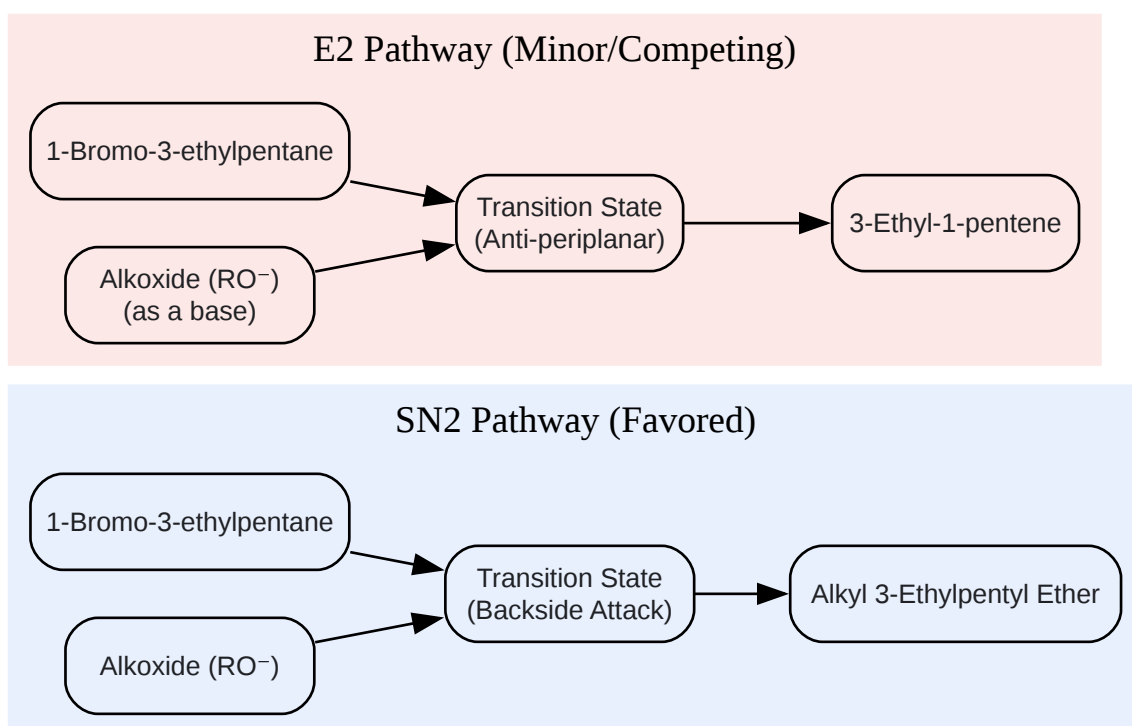 E2 Pathway (Minor/Competing)
1-Bromo-3-ethylpentane
Alkoxide (RO⁻)
(as a base)
Transition State
(Anti-periplanar)
3-Ethyl-1-pentene
SN2 Pathway (Favored)
1-Bromo-3-ethylpentane
Alkoxide (RO⁻)
Transition State
(Backside Attack)
Alkyl 3-Ethylpentyl Ether